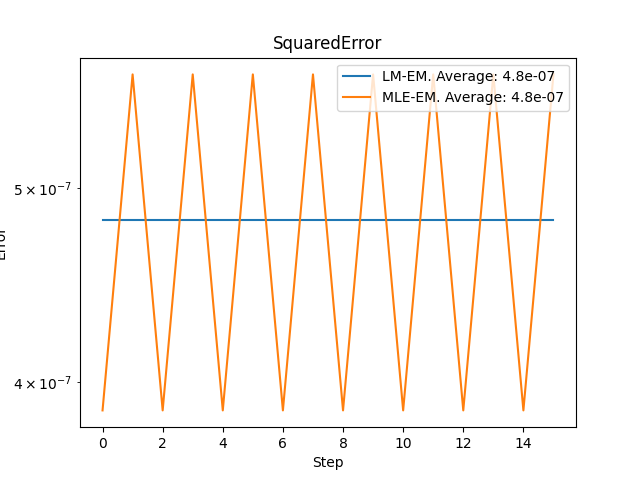 SquaredError
LM-EM. Average: 4.8e-07
MLE-EM. Average: 4.8e-07
5 × 10⁻⁷
4 × 10⁻⁷
Error
0 2 4 6 8 10 12 14
Step